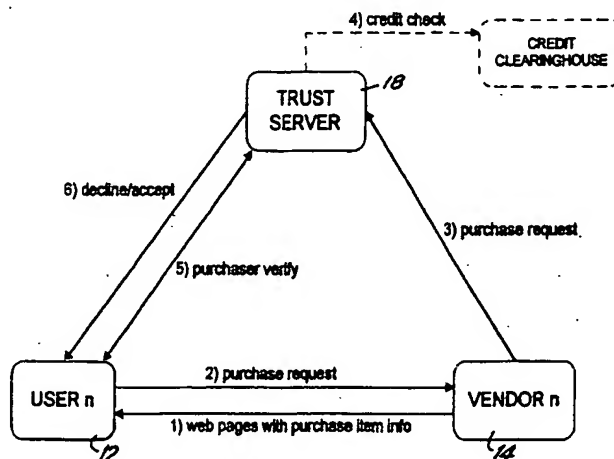 4) credit check
CREDIT
CLEARINGHOUSE
TRUST
SERVER
18
6) decline/accept
3) purchase request
5) purchaser verify
USER n
12
2) purchase request
1) web pages with purchase item info
VENDOR n
14